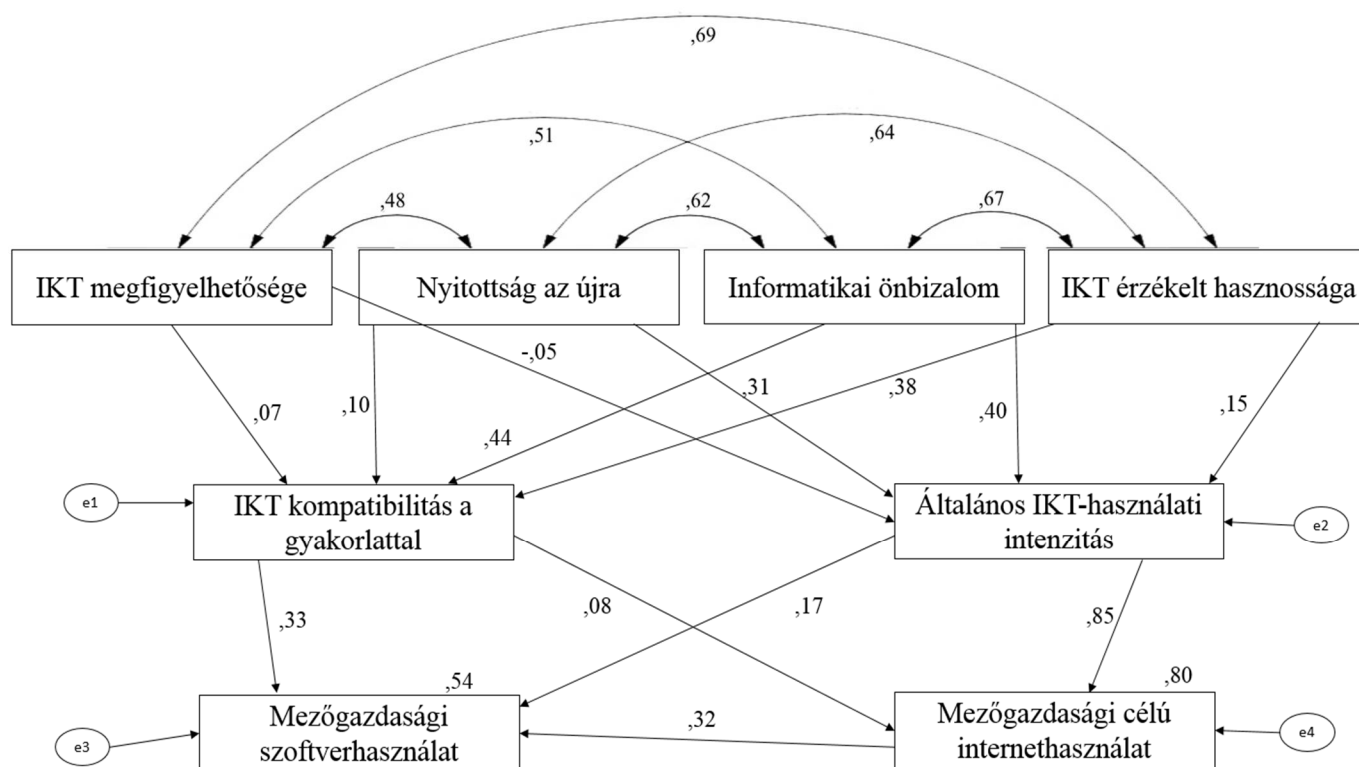 ,69
,51
,64
,48
,62
,67
IKT megfigyelhetősége
Nyitottság az újra
Informatikai önbizalom
IKT érzékelt hasznossága
-,05
,07
,10
,44
,31
,38
,40
,15
e1
IKT kompatibilitás a
gyakorlattal
Általános IKT-használati
intenzitás
e2
,33
,08
,17
,85
,54
,80
e3
Mezőgazdasági
szoftverhasználat
,32
Mezőgazdasági célú
internethasználat
e4